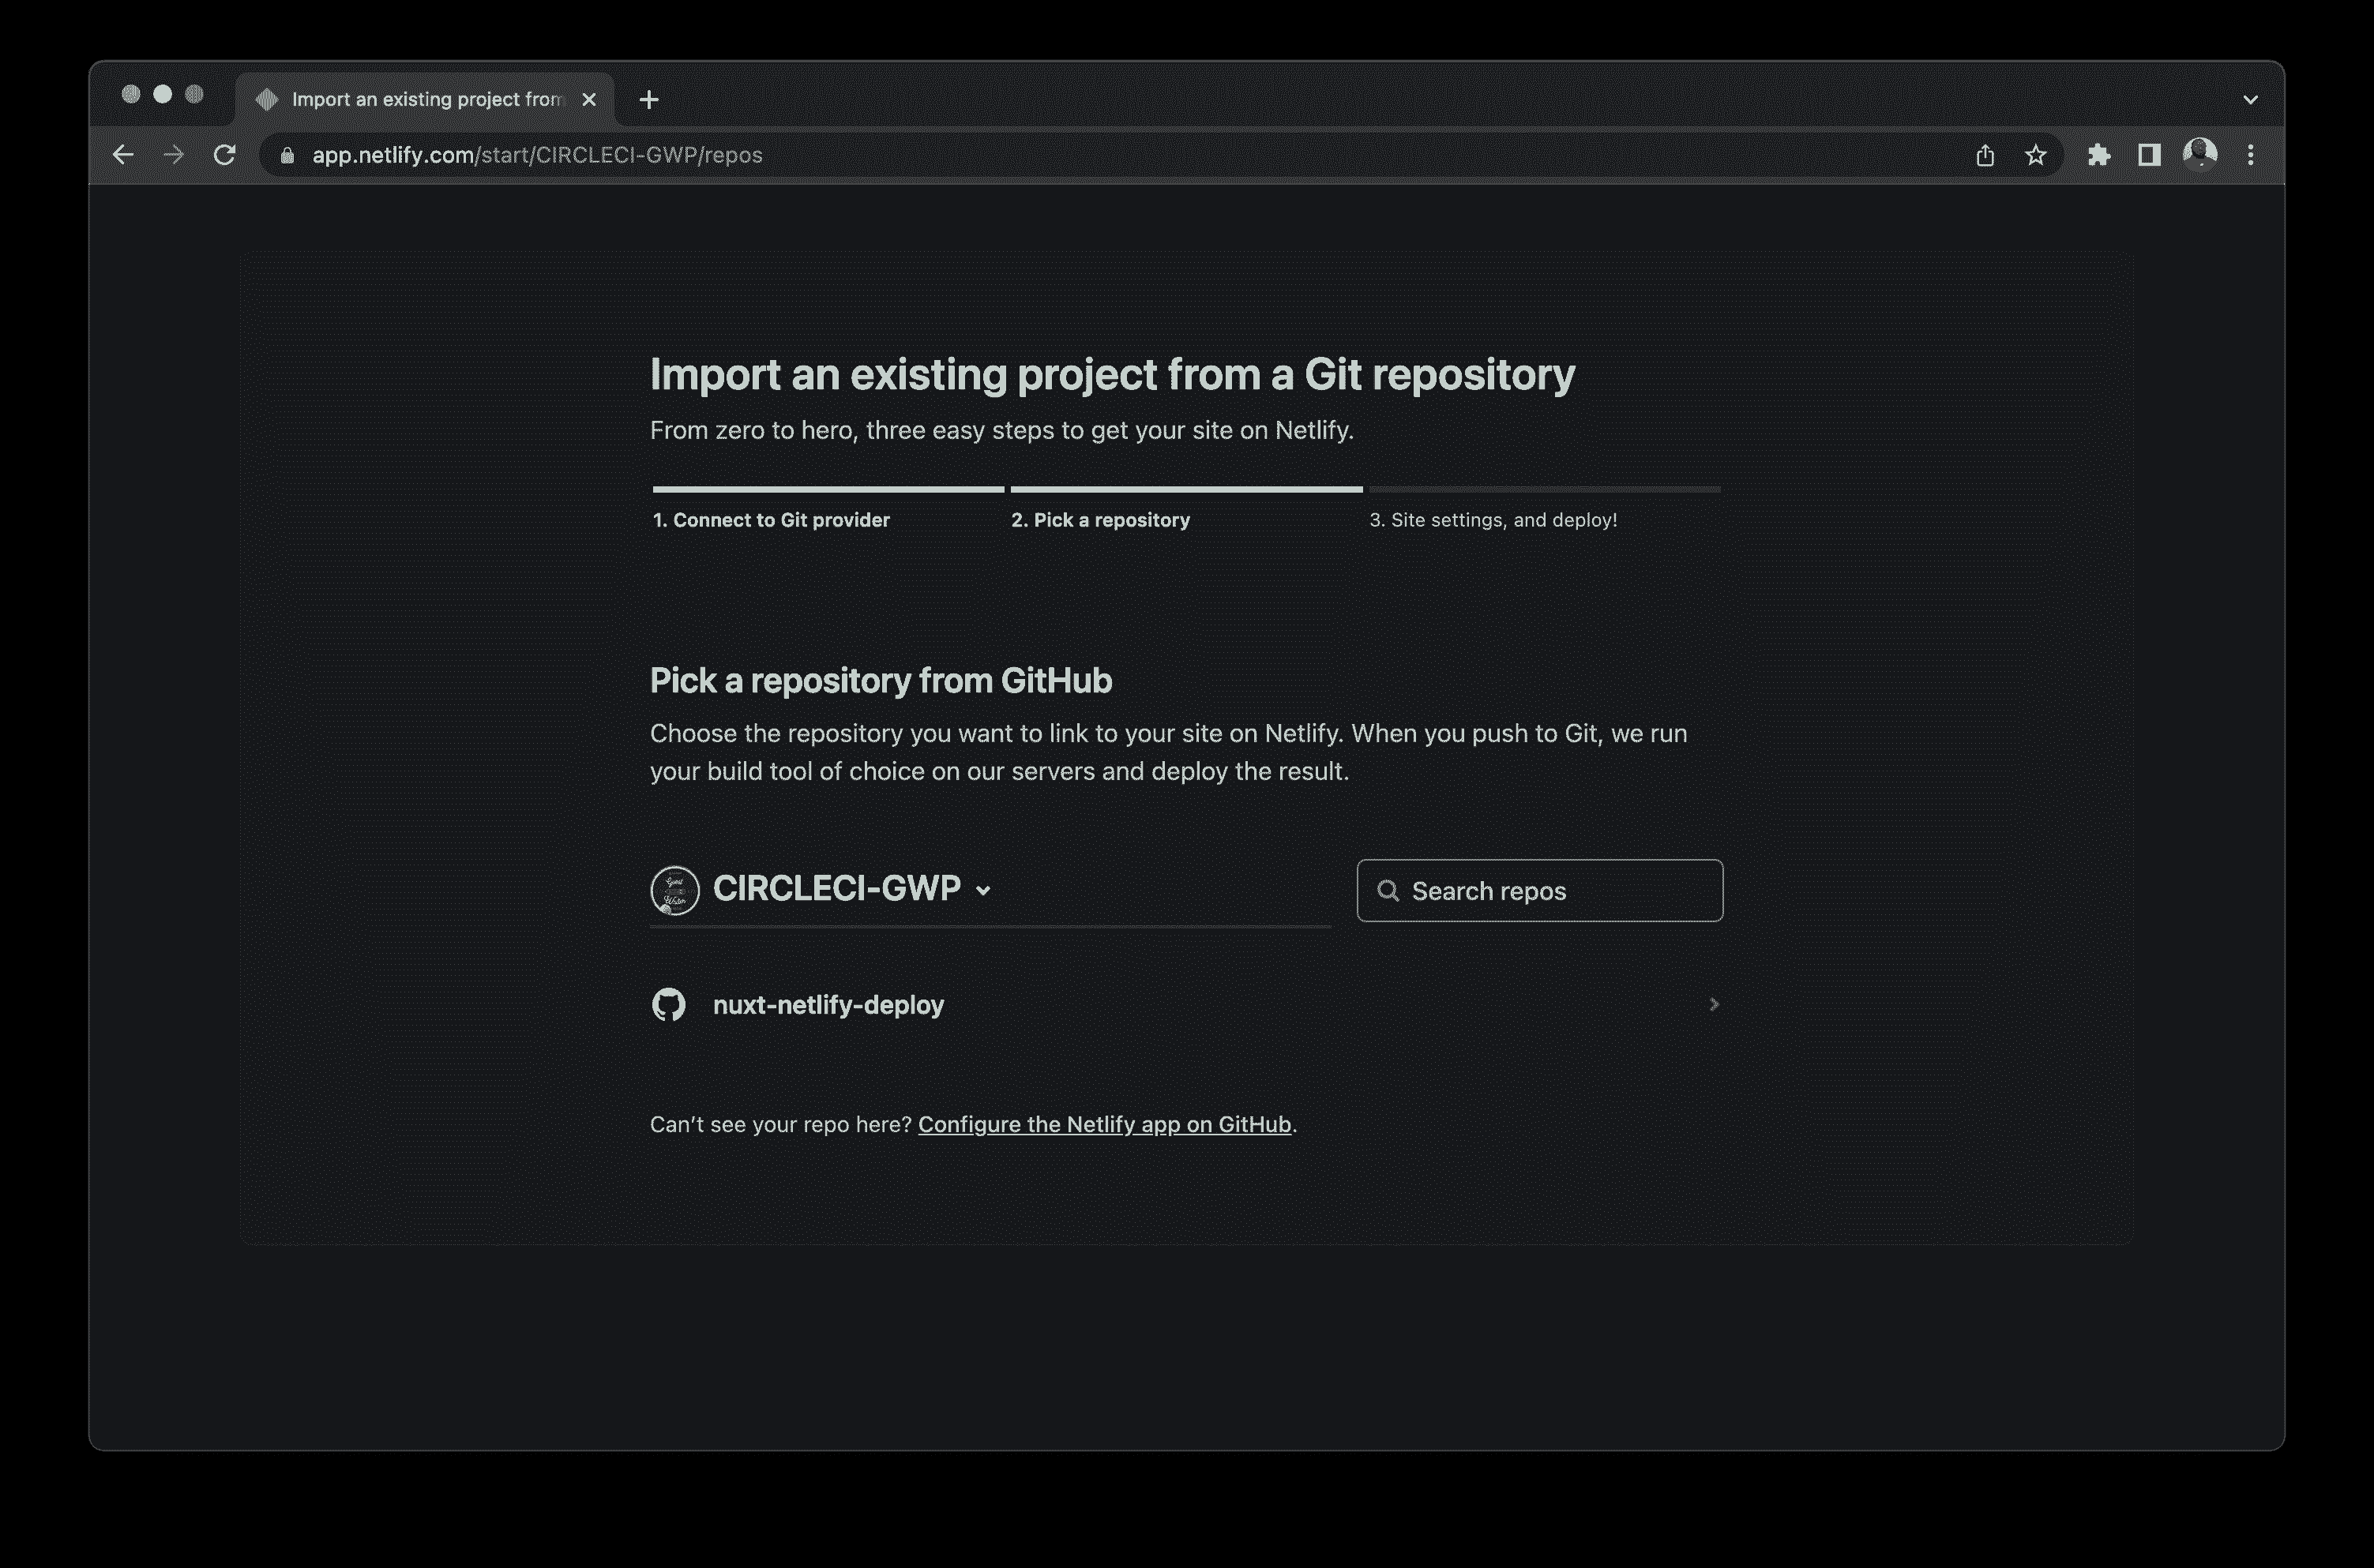 Import an existing project from
app.netlify.com/start/CIRCLECI-GWP/repos
Import an existing project from a Git repository
From zero to hero, three easy steps to get your site on Netlify.
1. Connect to Git provider
2. Pick a repository
3. Site settings, and deploy!
Pick a repository from GitHub
Choose the repository you want to link to your site on Netlify. When you push to Git, we run
your build tool of choice on our servers and deploy the result.
Guest
Writer
CIRCLECI-GWP
Search repos
nuxt-netlify-deploy
Can’t see your repo here? Configure the Netlify app on GitHub.